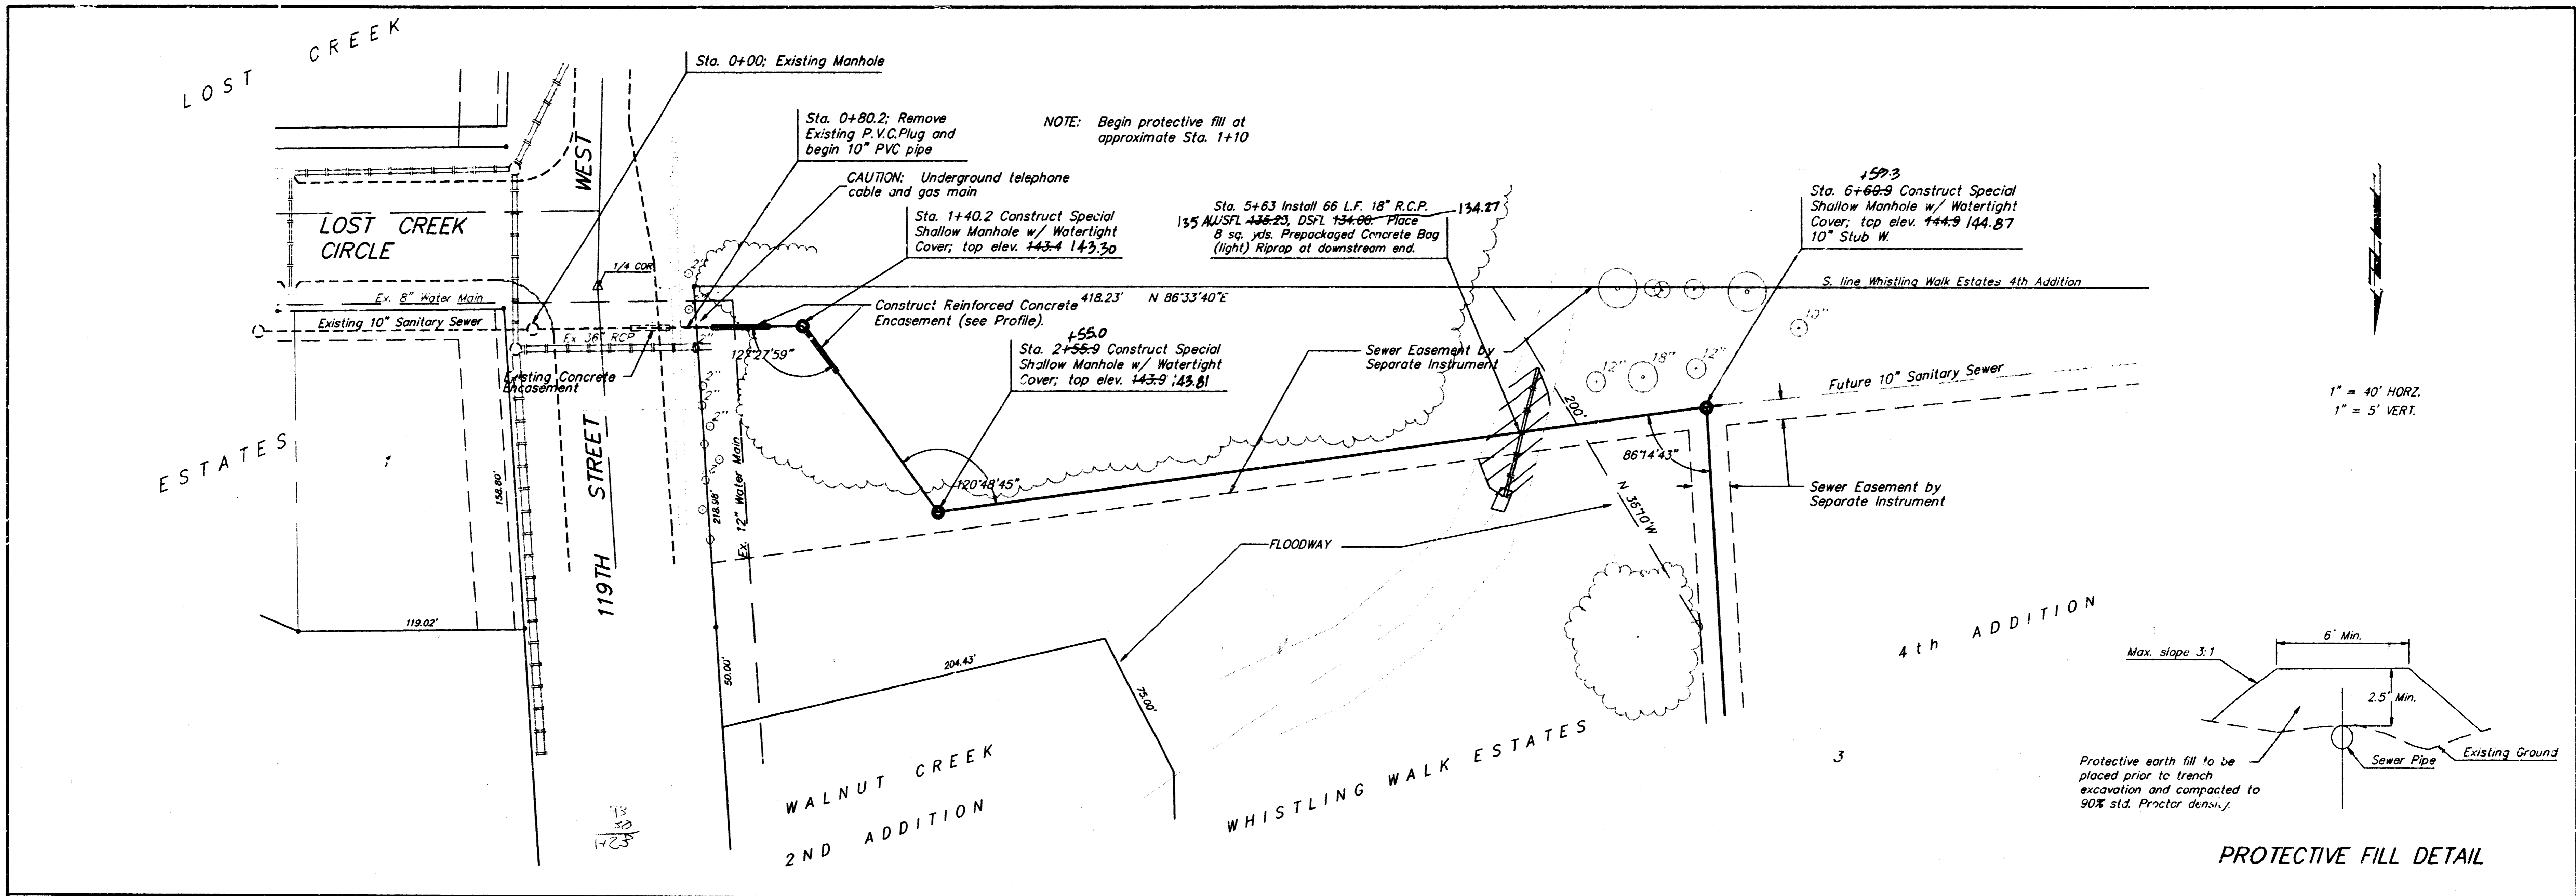 LOST CREEK
Sta. 0+00; Existing Manhole
Sta. 0+80.2; Remove
Existing P.V.C.Plug and
begin 10" PVC pipe
NOTE: Begin protective fill at
approximate Sta. 1+10
CAUTION: Underground telephone
cable and gas main
Sta. 1+40.2 Construct Special
Shallow Manhole w/ Watertight
Cover; top elev. 143.4 143.30
Sta. 5+63 Install 66 L.F. 18" R.C.P. 134.27
USFL 135.23, DSFL 134.00. Place
8 sq. yds. Prepackaged Concrete Bag
(light) Riprap at downstream end.
+59.3
Sta. 6+60.9 Construct Special
Shallow Manhole w/ Watertight
Cover; top elev. 144.9 144.87
10" Stub W.
WEST
LOST CREEK
CIRCLE
1/4 COR
2"
Ex. 8" Water Main
Existing 10" Sanitary Sewer
Ex 36" RCP
2"
Existing Concrete
Encasement
Construct Reinforced Concrete
Encasement (see Profile).
418.23' N 86°33'40"E
S. line Whistling Walk Estates 4th Addition
+55.0
Sta. 2+55.9 Construct Special
Shallow Manhole w/ Watertight
Cover; top elev. 143.9 143.81
Sewer Easement by
Separate Instrument
10"
12"
18"
12"
Future 10" Sanitary Sewer
1" = 40' HORZ.
1" = 5' VERT.
2"
2"
2"
2"
200'
120°48'45"
86°14'43"
N 36°10'W
Sewer Easement by
Separate Instrument
ESTATES
158.80'
119TH STREET
218.98'
Ex. 12" Water Main
FLOODWAY
119.02'
50.00'
204.43'
75.00'
4th ADDITION
WALNUT CREEK
2ND ADDITION
WHISTLING WALK ESTATES
3
6' Min.
Max. slope 3:1
2.5' Min.
Protective earth fill to be
placed prior to trench
excavation and compacted to
90% std. Proctor density.
Sewer Pipe
Existing Ground
PROTECTIVE FILL DETAIL